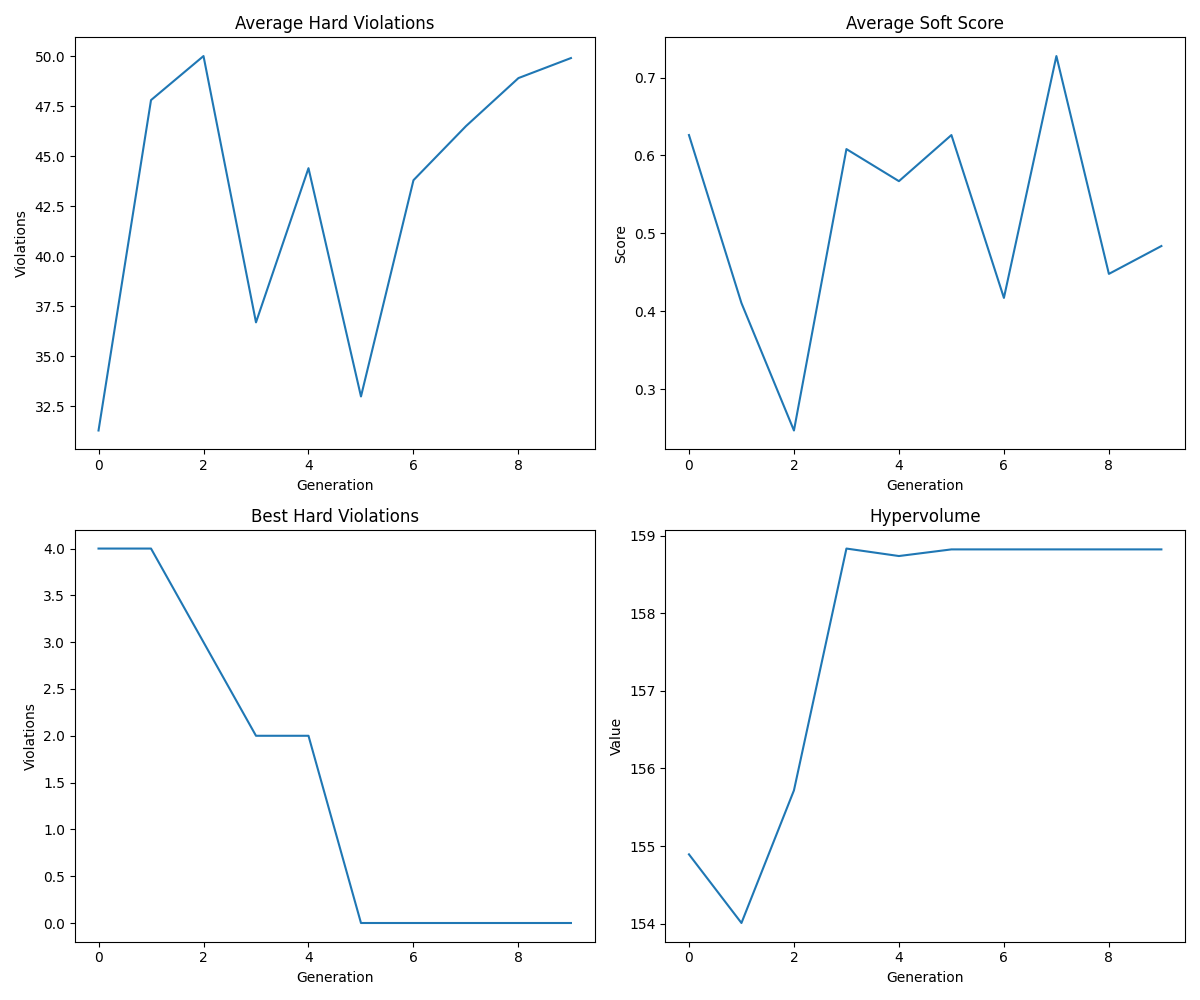 Average Hard Violations
50.0
47.5
45.0
42.5
40.0
37.5
35.0
32.5
Violations
0 2 4 6 8
Generation
Average Soft Score
0.7
0.6
0.5
0.4
0.3
Score
0 2 4 6 8
Generation
Best Hard Violations
4.0
3.5
3.0
2.5
2.0
1.5
1.0
0.5
0.0
Violations
0 2 4 6 8
Generation
Hypervolume
159
158
157
156
155
154
Value
0 2 4 6 8
Generation